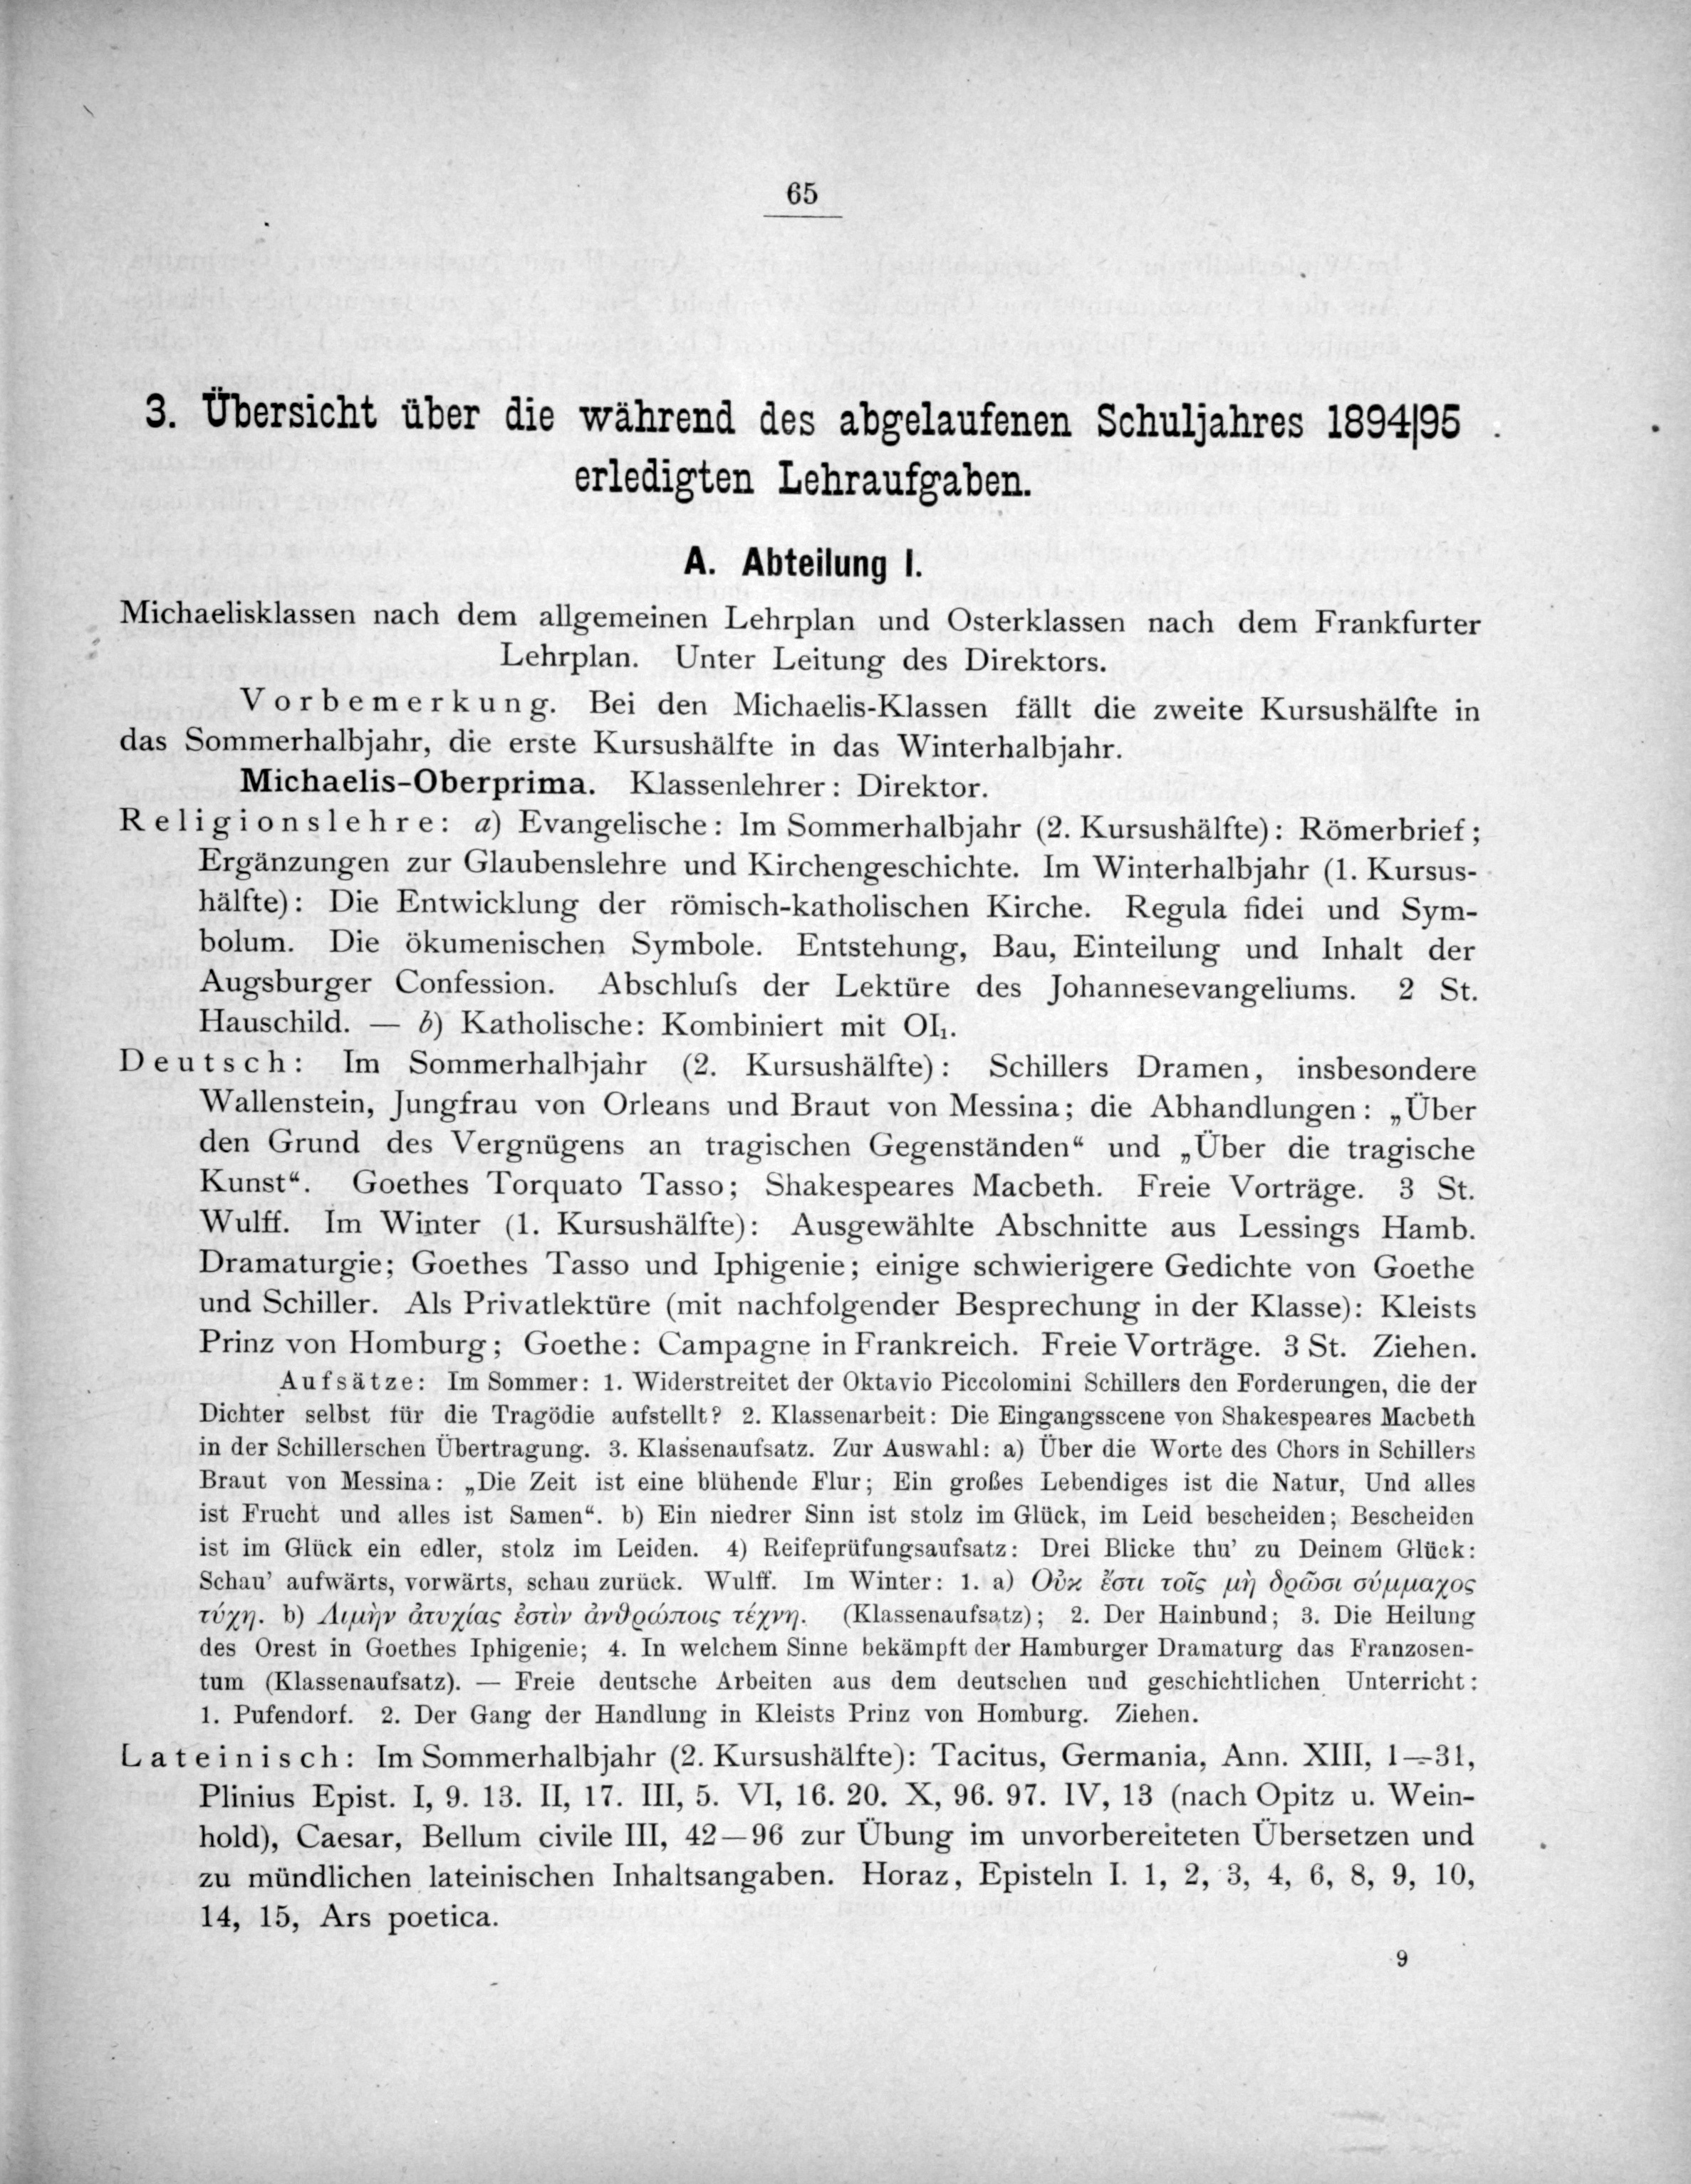 65
3. Übersicht über die während des abgelaufenen Schuljahres 1894|95
erledigten Lehraufgaben.
A. Abteilung I.
Michaelisklassen nach dem allgemeinen Lehrplan und Osterklassen nach dem Frankfurter
Lehrplan. Unter Leitung des Direktors.
Vorbemerkung. Bei den Michaelis-Klassen fällt die zweite Kursushälfte in
das Sommerhalbjahr, die erste Kursushälfte in das Winterhalbjahr.
Michaelis-Oberprima. Klassenlehrer: Direktor.
Religionslehre: a) Evangelische: Im Sommerhalbjahr (2. Kursushälfte): Römerbrief;
Ergänzungen zur Glaubenslehre und Kirchengeschichte. Im Winterhalbjahr (1. Kursus-
hälfte): Die Entwicklung der römisch-katholischen Kirche. Regula fidei und Sym-
bolum. Die ökumenischen Symbole. Entstehung, Bau, Einteilung und Inhalt der
Augsburger Confession. Abschluſs der Lektüre des Johannesevangeliums. 2 St.
Hauschild. — b) Katholische: Kombiniert mit OI₁.
Deutsch: Im Sommerhalbjahr (2. Kursushälfte): Schillers Dramen, insbesondere
Wallenstein, Jungfrau von Orleans und Braut von Messina; die Abhandlungen: „Über
den Grund des Vergnügens an tragischen Gegenständen“ und „Über die tragische
Kunst“. Goethes Torquato Tasso; Shakespeares Macbeth. Freie Vorträge. 3 St.
Wulff. Im Winter (1. Kursushälfte): Ausgewählte Abschnitte aus Lessings Hamb.
Dramaturgie; Goethes Tasso und Iphigenie; einige schwierigere Gedichte von Goethe
und Schiller. Als Privatlektüre (mit nachfolgender Besprechung in der Klasse): Kleists
Prinz von Homburg; Goethe: Campagne in Frankreich. Freie Vorträge. 3 St. Ziehen.
Aufsätze: Im Sommer: 1. Widerstreitet der Oktavio Piccolomini Schillers den Forderungen, die der
Dichter selbst für die Tragödie aufstellt? 2. Klassenarbeit: Die Eingangsscene von Shakespeares Macbeth
in der Schillerschen Übertragung. 3. Klassenaufsatz. Zur Auswahl: a) Über die Worte des Chors in Schillers
Braut von Messina: „Die Zeit ist eine blühende Flur; Ein großes Lebendiges ist die Natur, Und alles
ist Frucht und alles ist Samen“. b) Ein niedrer Sinn ist stolz im Glück, im Leid bescheiden; Bescheiden
ist im Glück ein edler, stolz im Leiden. 4) Reifeprüfungsaufsatz: Drei Blicke thu' zu Deinem Glück:
Schau' aufwärts, vorwärts, schau zurück. Wulff. Im Winter: 1. a) Οὐκ ἔστι τοῖς μὴ δρῶσι σύμμαχος
τύχη. b) Λιμὴν ἀτυχίας ἐστὶν ἀνθρώποις τέχνη. (Klassenaufsatz); 2. Der Hainbund; 3. Die Heilung
des Orest in Goethes Iphigenie; 4. In welchem Sinne bekämpft der Hamburger Dramaturg das Franzosen-
tum (Klassenaufsatz). — Freie deutsche Arbeiten aus dem deutschen und geschichtlichen Unterricht:
1. Pufendorf. 2. Der Gang der Handlung in Kleists Prinz von Homburg. Ziehen.
Lateinisch: Im Sommerhalbjahr (2. Kursushälfte): Tacitus, Germania, Ann. XIII, 1—31,
Plinius Epist. I, 9. 13. II, 17. III, 5. VI, 16. 20. X, 96. 97. IV, 13 (nach Opitz u. Wein-
hold), Caesar, Bellum civile III, 42—96 zur Übung im unvorbereiteten Übersetzen und
zu mündlichen lateinischen Inhaltsangaben. Horaz, Episteln I. 1, 2, 3, 4, 6, 8, 9, 10,
14, 15, Ars poetica.
9